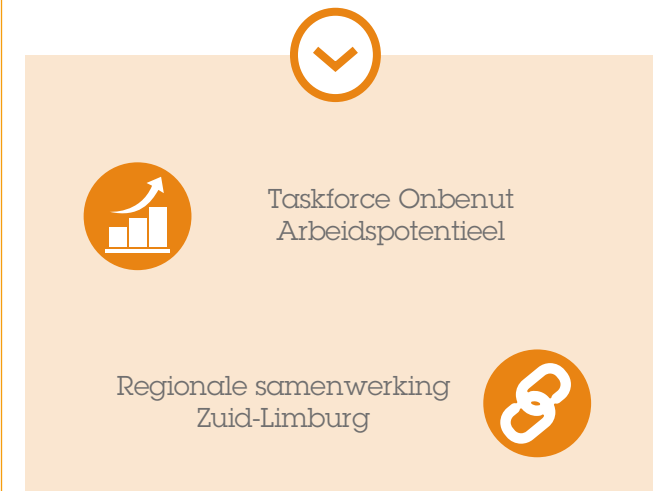 Taskforce Onbenut
Arbeidspotentieel
Regionale samenwerking
Zuid-Limburg